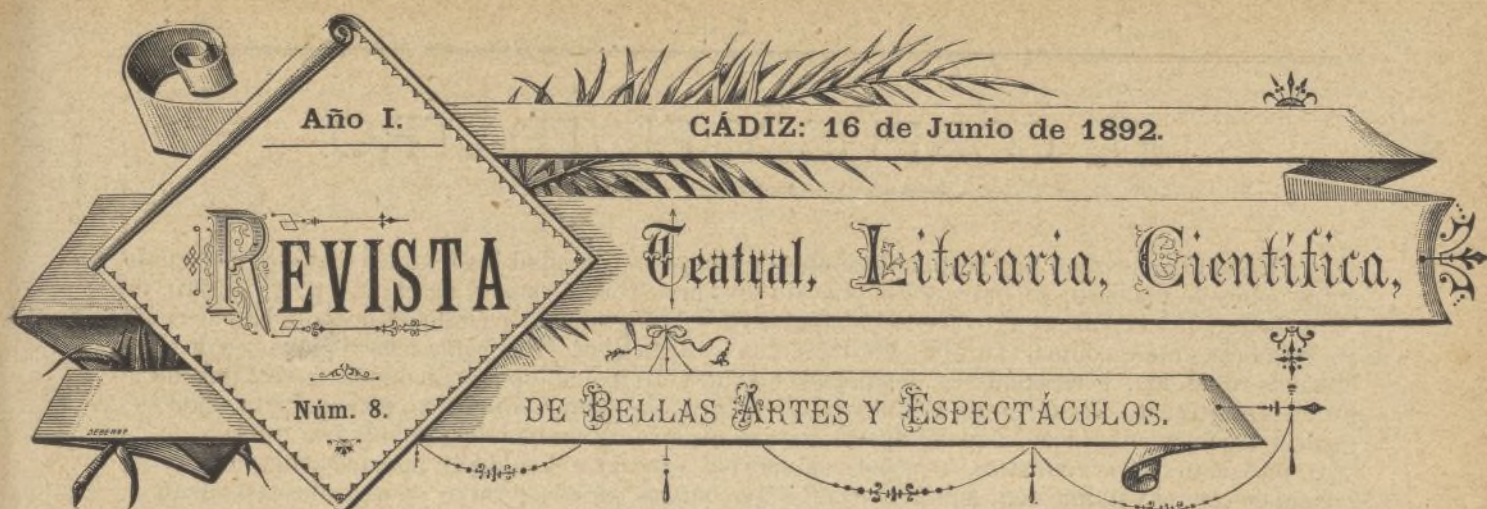 Año I.
CÁDIZ: 16 de Junio de 1892.
REVISTA
Teatral, Literaria, Científica,
Núm. 8.
DE BELLAS ARTES Y ESPECTÁCULOS.